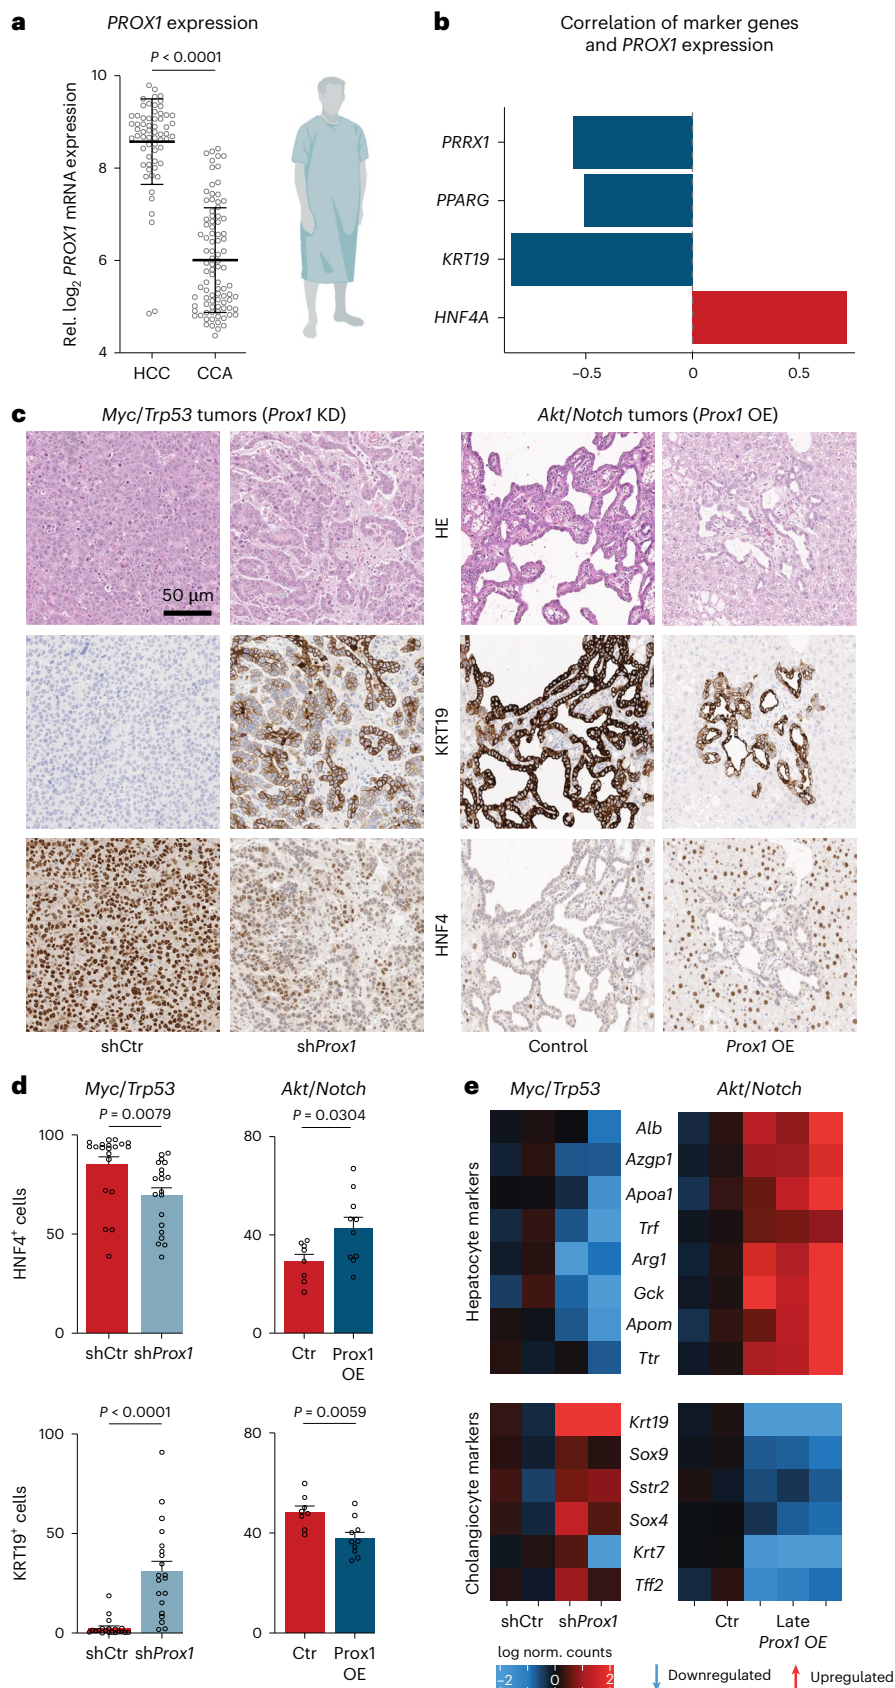 a
PROX1 expression
P < 0.0001
Rel. log2 PROX1 mRNA expression
10
8
6
4
HCC
CCA
b
Correlation of marker genes
and PROX1 expression
PRRX1
PPARG
KRT19
HNF4A
−0.5
0
0.5
c
Myc/Trp53 tumors (Prox1 KD)
Akt/Notch tumors (Prox1 OE)
50 μm
HE
KRT19
HNF4
shCtr
shProx1
Control
Prox1 OE
d
Myc/Trp53
P = 0.0079
HNF4+ cells
100
50
0
shCtr
shProx1
Akt/Notch
P = 0.0304
80
40
0
Ctr
Prox1
OE
P < 0.0001
KRT19+ cells
100
50
0
shCtr
shProx1
P = 0.0059
80
40
0
Ctr
Prox1
OE
e
Myc/Trp53
Akt/Notch
Hepatocyte markers
Alb
Azgp1
Apoa1
Trf
Arg1
Gck
Apom
Ttr
Cholangiocyte markers
Krt19
Sox9
Sstr2
Sox4
Krt7
Tff2
shCtr
shProx1
Ctr
Late
Prox1 OE
log norm. counts
−2
0
2
Downregulated
Upregulated